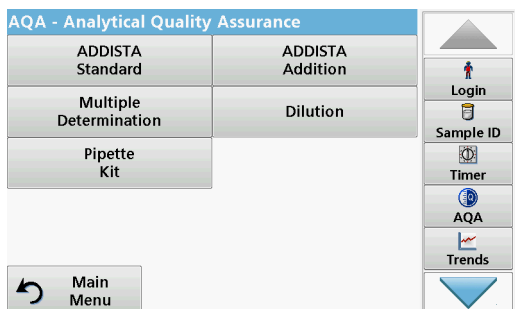 AQA - Analytical Quality Assurance
ADDISTA
Standard
ADDISTA
Addition
Multiple
Determination
Dilution
Pipette
Kit
Main
Menu
Login
Sample ID
Timer
AQA
Trends